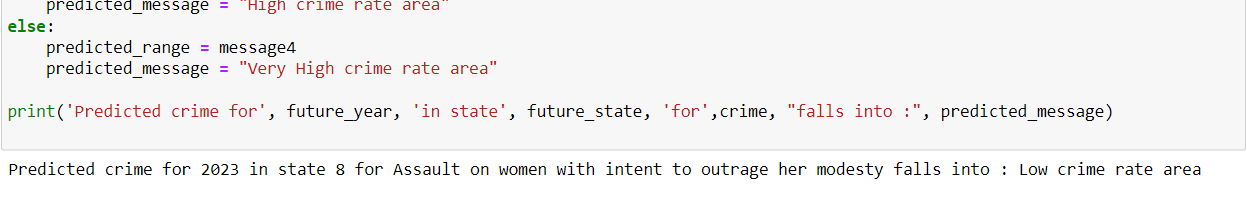 predicted_message = "High crime rate area"
else:
    predicted_range = message4
    predicted_message = "Very High crime rate area"
print('Predicted crime for', future_year, 'in state', future_state, 'for',crime, "falls into :", predicted_message)
Predicted crime for 2023 in state 8 for Assault on women with intent to outrage her modesty falls into : Low crime rate area